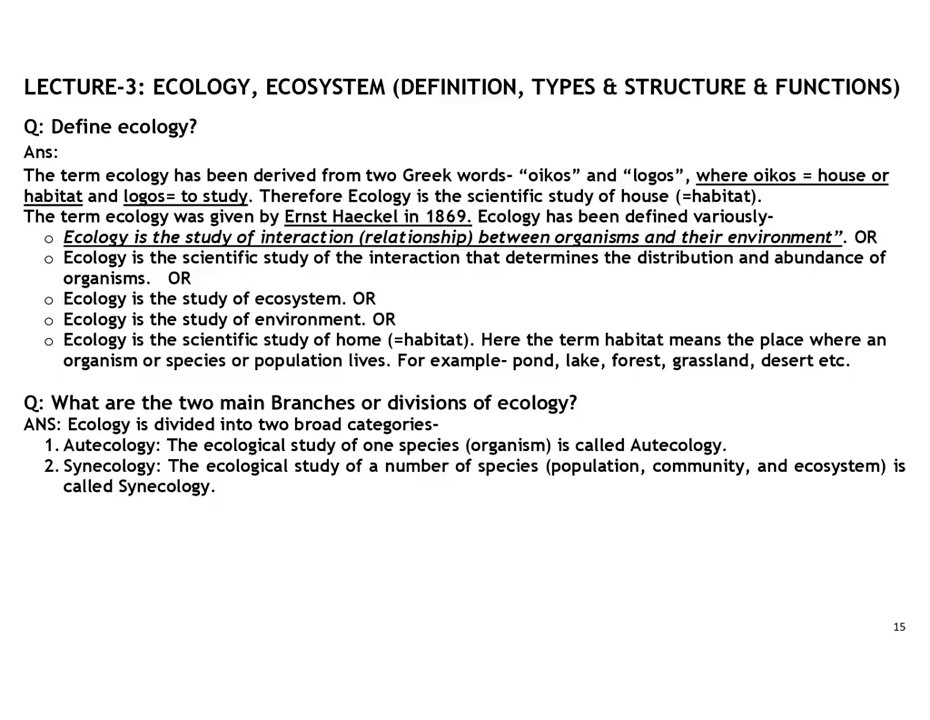 LECTURE-3: ECOLOGY, ECOSYSTEM (DEFINITION, TYPES & STRUCTURE & FUNCTIONS)
Q: Define ecology?
Ans:
The term ecology has been derived from two Greek words- “oikos” and “logos”, where oikos = house or
habitat and logos= to study. Therefore Ecology is the scientific study of house (=habitat).
The term ecology was given by Ernst Haeckel in 1869. Ecology has been defined variously-
o Ecology is the study of interaction (relationship) between organisms and their environment”. OR
o Ecology is the scientific study of the interaction that determines the distribution and abundance of
organisms. OR
o Ecology is the study of ecosystem. OR
o Ecology is the study of environment. OR
o Ecology is the scientific study of home (=habitat). Here the term habitat means the place where an
organism or species or population lives. For example- pond, lake, forest, grassland, desert etc.
Q: What are the two main Branches or divisions of ecology?
ANS: Ecology is divided into two broad categories-
1. Autecology: The ecological study of one species (organism) is called Autecology.
2. Synecology: The ecological study of a number of species (population, community, and ecosystem) is
called Synecology.
15